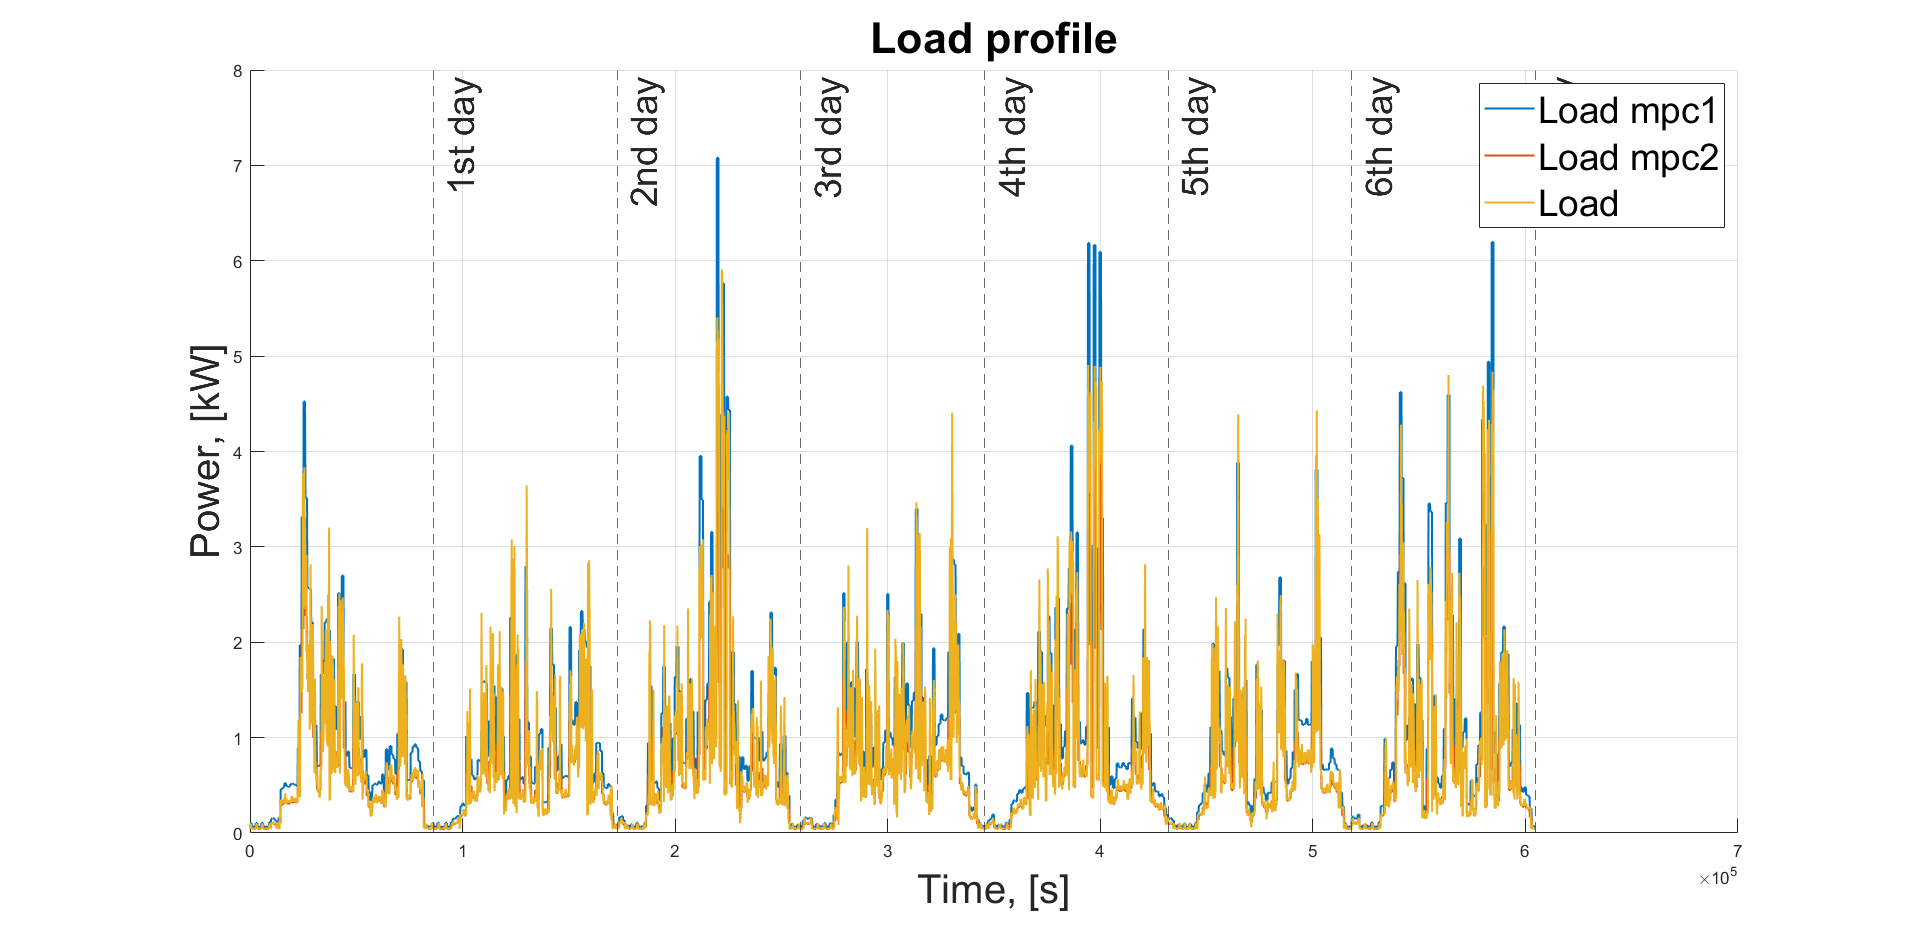 Load profile
8
7
6
5
4
3
2
1
0
Power, [kW]
1st day
2nd day
3rd day
4th day
5th day
6th day
Load mpc1
Load mpc2
Load
0 1 2 3 4 5 6 7
×10⁵
Time, [s]